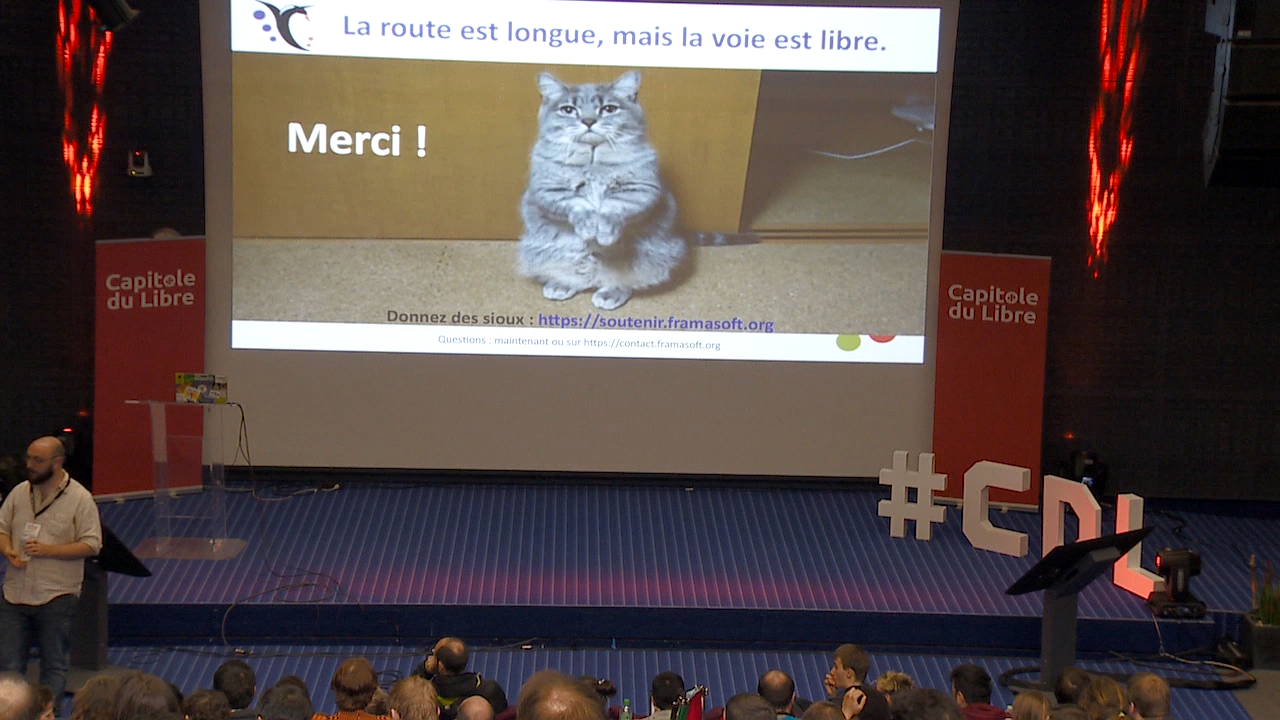 La route est longue, mais la voie est libre.
Merci !
Donnez des sioux : https://soutenir.framasoft.org
Questions : maintenant ou sur https://contact.framasoft.org
Capitole
du Libre
Capitole
du Libre
#CDL